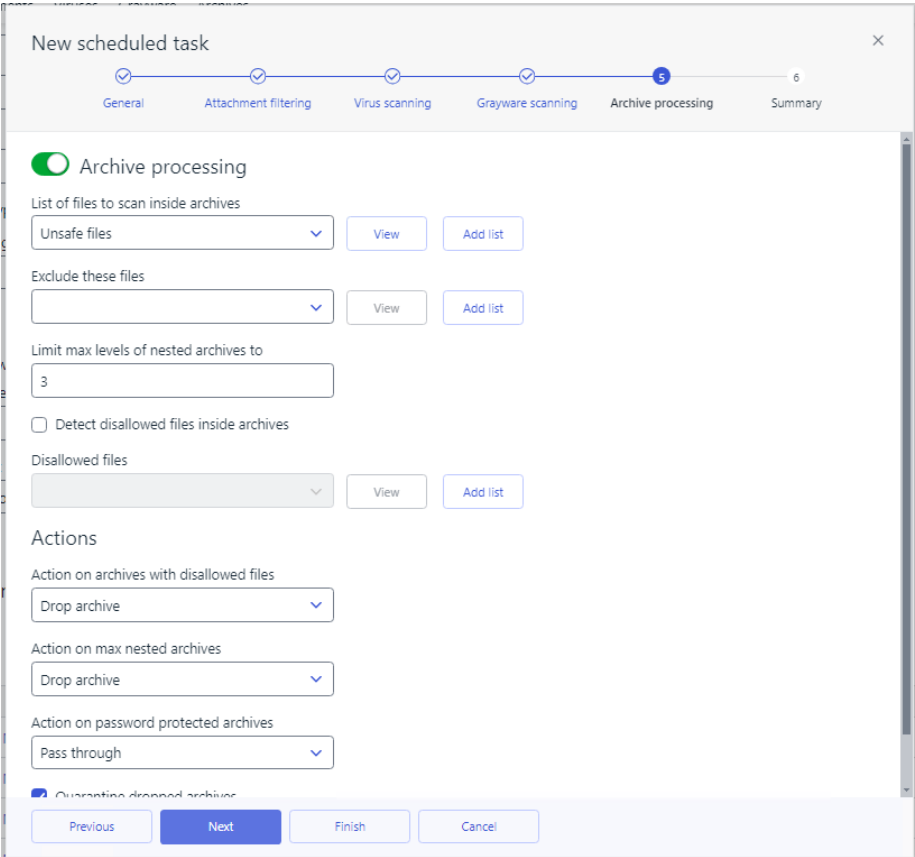 New scheduled task
5
6
General
Attachment filtering
Virus scanning
Grayware scanning
Archive processing
Summary
Archive processing
List of files to scan inside archives
Unsafe files
View
Add list
Exclude these files
View
Add list
Limit max levels of nested archives to
3
Detect disallowed files inside archives
Disallowed files
View
Add list
Actions
Action on archives with disallowed files
Drop archive
Action on max nested archives
Drop archive
Action on password protected archives
Pass through
Quarantine dropped archives
Previous
Next
Finish
Cancel